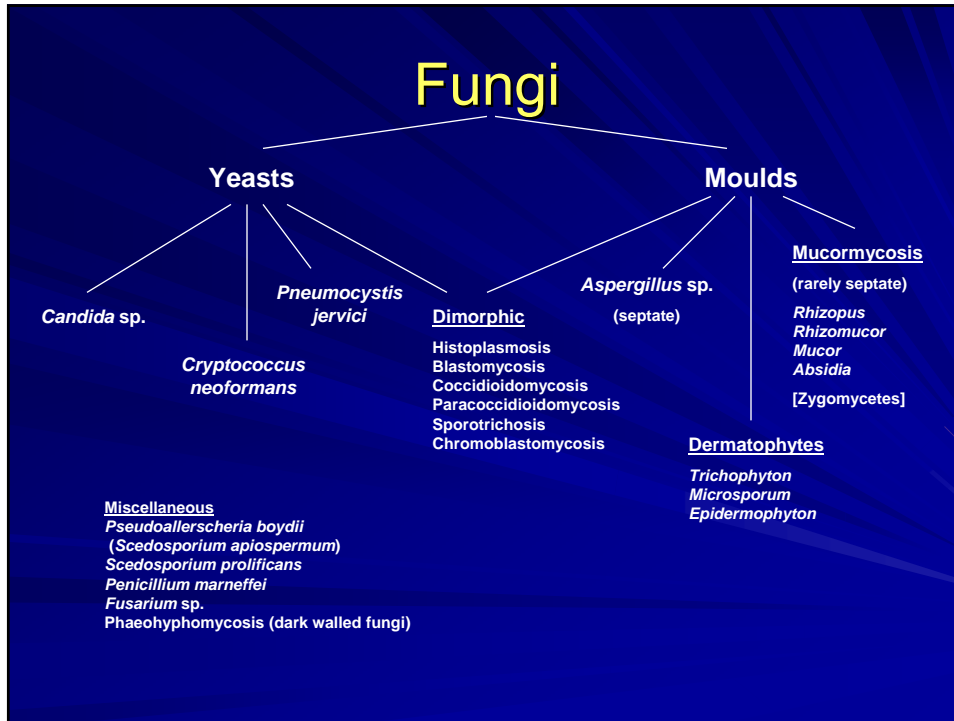 Fungi
Yeasts
Moulds
Candida sp.
Cryptococcus
neoformans
Pneumocystis
jervici
Dimorphic
Histoplasmosis
Blastomycosis
Coccidioidomycosis
Paracoccidioidomycosis
Sporotrichosis
Chromoblastomycosis
Aspergillus sp.
(septate)
Mucormycosis
(rarely septate)
Rhizopus
Rhizomucor
Mucor
Absidia
[Zygomycetes]
Dermatophytes
Trichophyton
Microsporum
Epidermophyton
Miscellaneous
Pseudoallerscheria boydii
(Scedosporium apiospermum)
Scedosporium prolificans
Penicillium marneffei
Fusarium sp.
Phaeohyphomycosis (dark walled fungi)